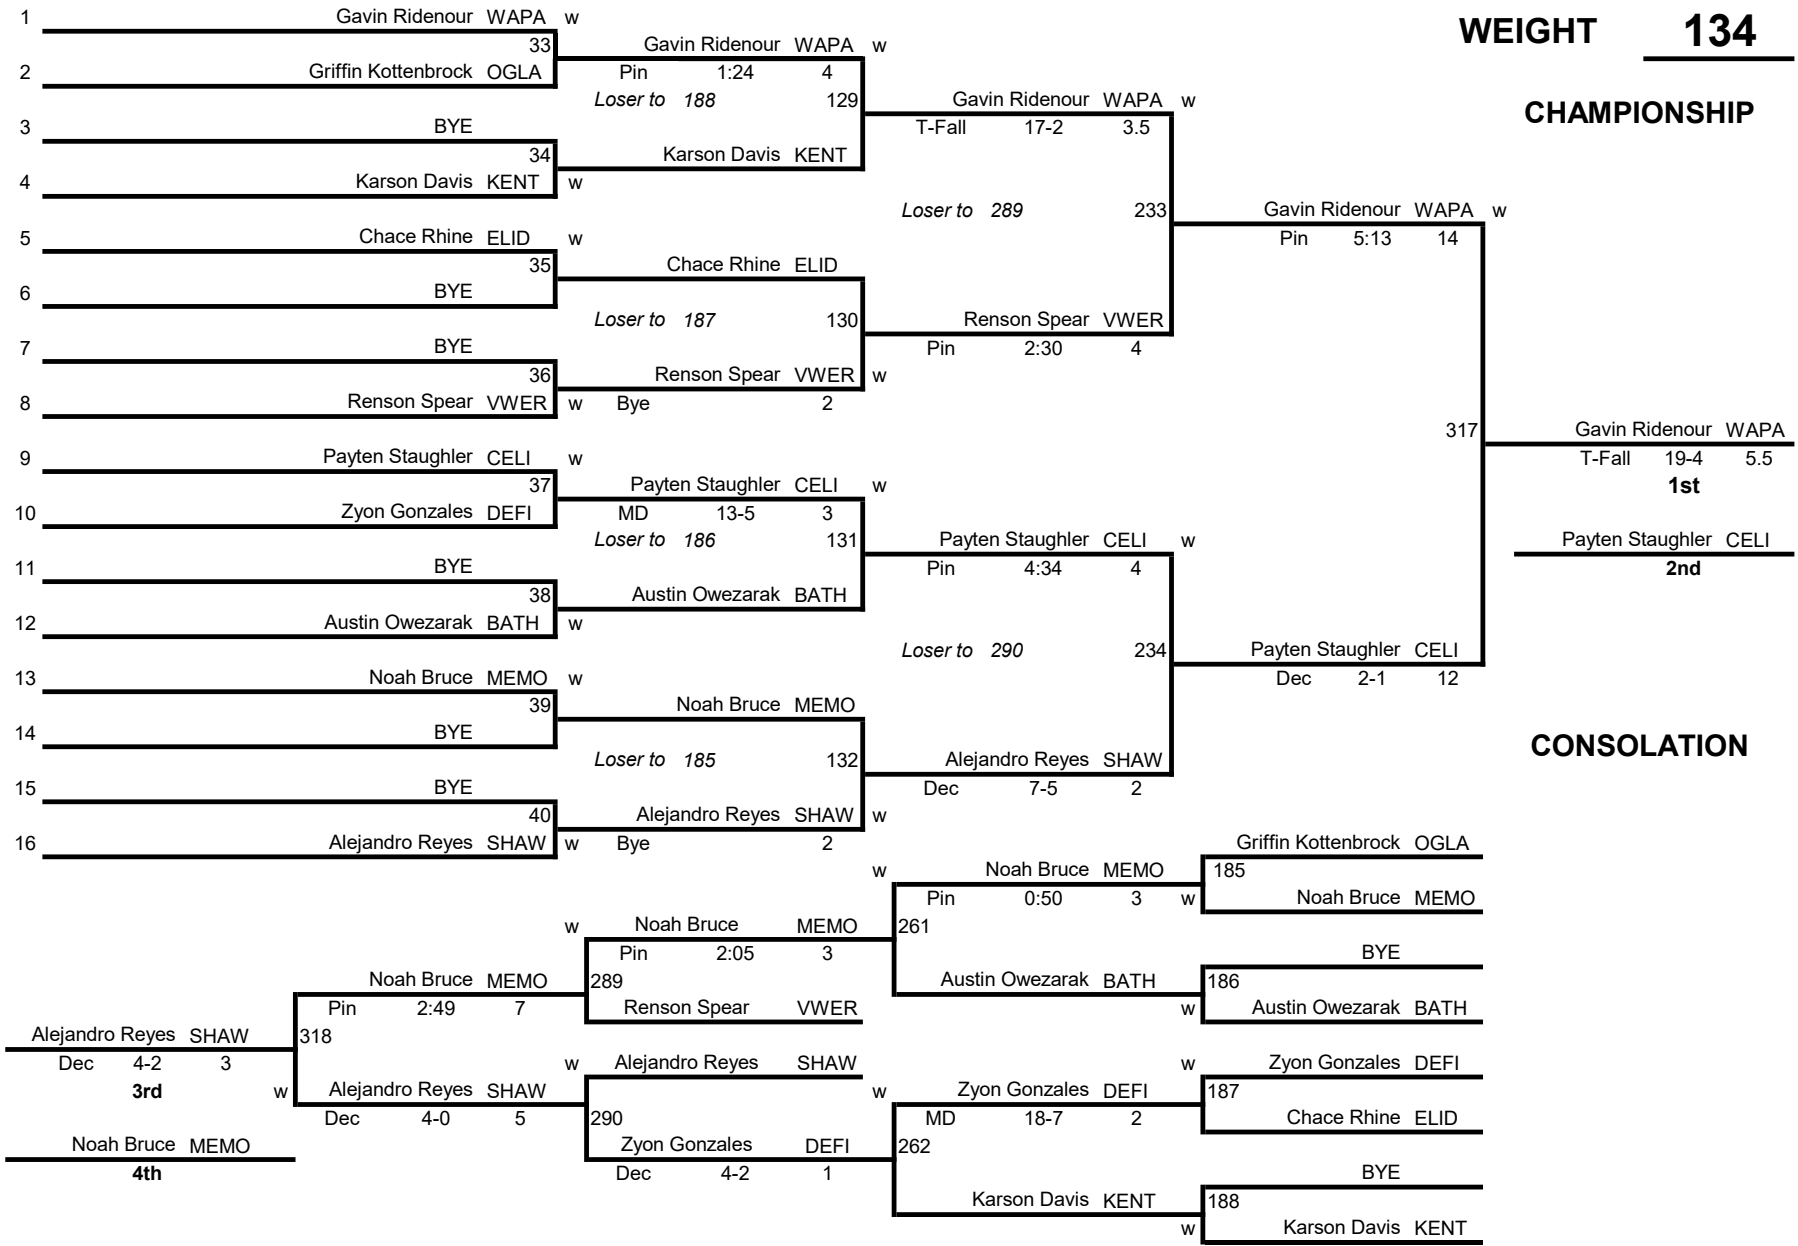 1 Gavin Ridenour WAPA w WEIGHT 134
33 Gavin Ridenour WAPA w
2 Griffin Kottenbrock OGLA Pin 1:24 4
Loser to 188 129 Gavin Ridenour WAPA w CHAMPIONSHIP
3 BYE T-Fall 17-2 3.5
34 Karson Davis KENT
4 Karson Davis KENT w
Loser to 289 233 Gavin Ridenour WAPA w
5 Chace Rhine ELID w Pin 5:13 14
35 Chace Rhine ELID
6 BYE
Loser to 187 130 Renson Spear VWER
7 BYE Pin 2:30 4
36 Renson Spear VWER w
8 Renson Spear VWER w Bye 2
317 Gavin Ridenour WAPA
9 Payten Staughler CELI w T-Fall 19-4 5.5
37 Payten Staughler CELI w 1st
10 Zyon Gonzales DEFI MD 13-5 3
Loser to 186 131 Payten Staughler CELI w Payten Staughler CELI
11 BYE Pin 4:34 4 2nd
38 Austin Owezarak BATH
12 Austin Owezarak BATH w
Loser to 290 234 Payten Staughler CELI
13 Noah Bruce MEMO w Dec 2-1 12
39 Noah Bruce MEMO
14 BYE
CONSOLATION
Loser to 185 132 Alejandro Reyes SHAW
15 BYE Dec 7-5 2
40 Alejandro Reyes SHAW w
16 Alejandro Reyes SHAW w Bye 2 Griffin Kottenbrock OGLA
w Noah Bruce MEMO 185
Pin 0:50 3 w Noah Bruce MEMO
w Noah Bruce MEMO 261
Pin 2:05 3 BYE
Noah Bruce MEMO 289 Austin Owezarak BATH 186
Pin 2:49 7 Renson Spear VWER w Austin Owezarak BATH
Alejandro Reyes SHAW 318
Dec 4-2 3 w Alejandro Reyes SHAW w Zyon Gonzales DEFI
3rd w Alejandro Reyes SHAW w Zyon Gonzales DEFI 187
Dec 4-0 5 290 MD 18-7 2 Chace Rhine ELID
Noah Bruce MEMO Zyon Gonzales DEFI 262
4th Dec 4-2 1 BYE
Karson Davis KENT 188
w Karson Davis KENT